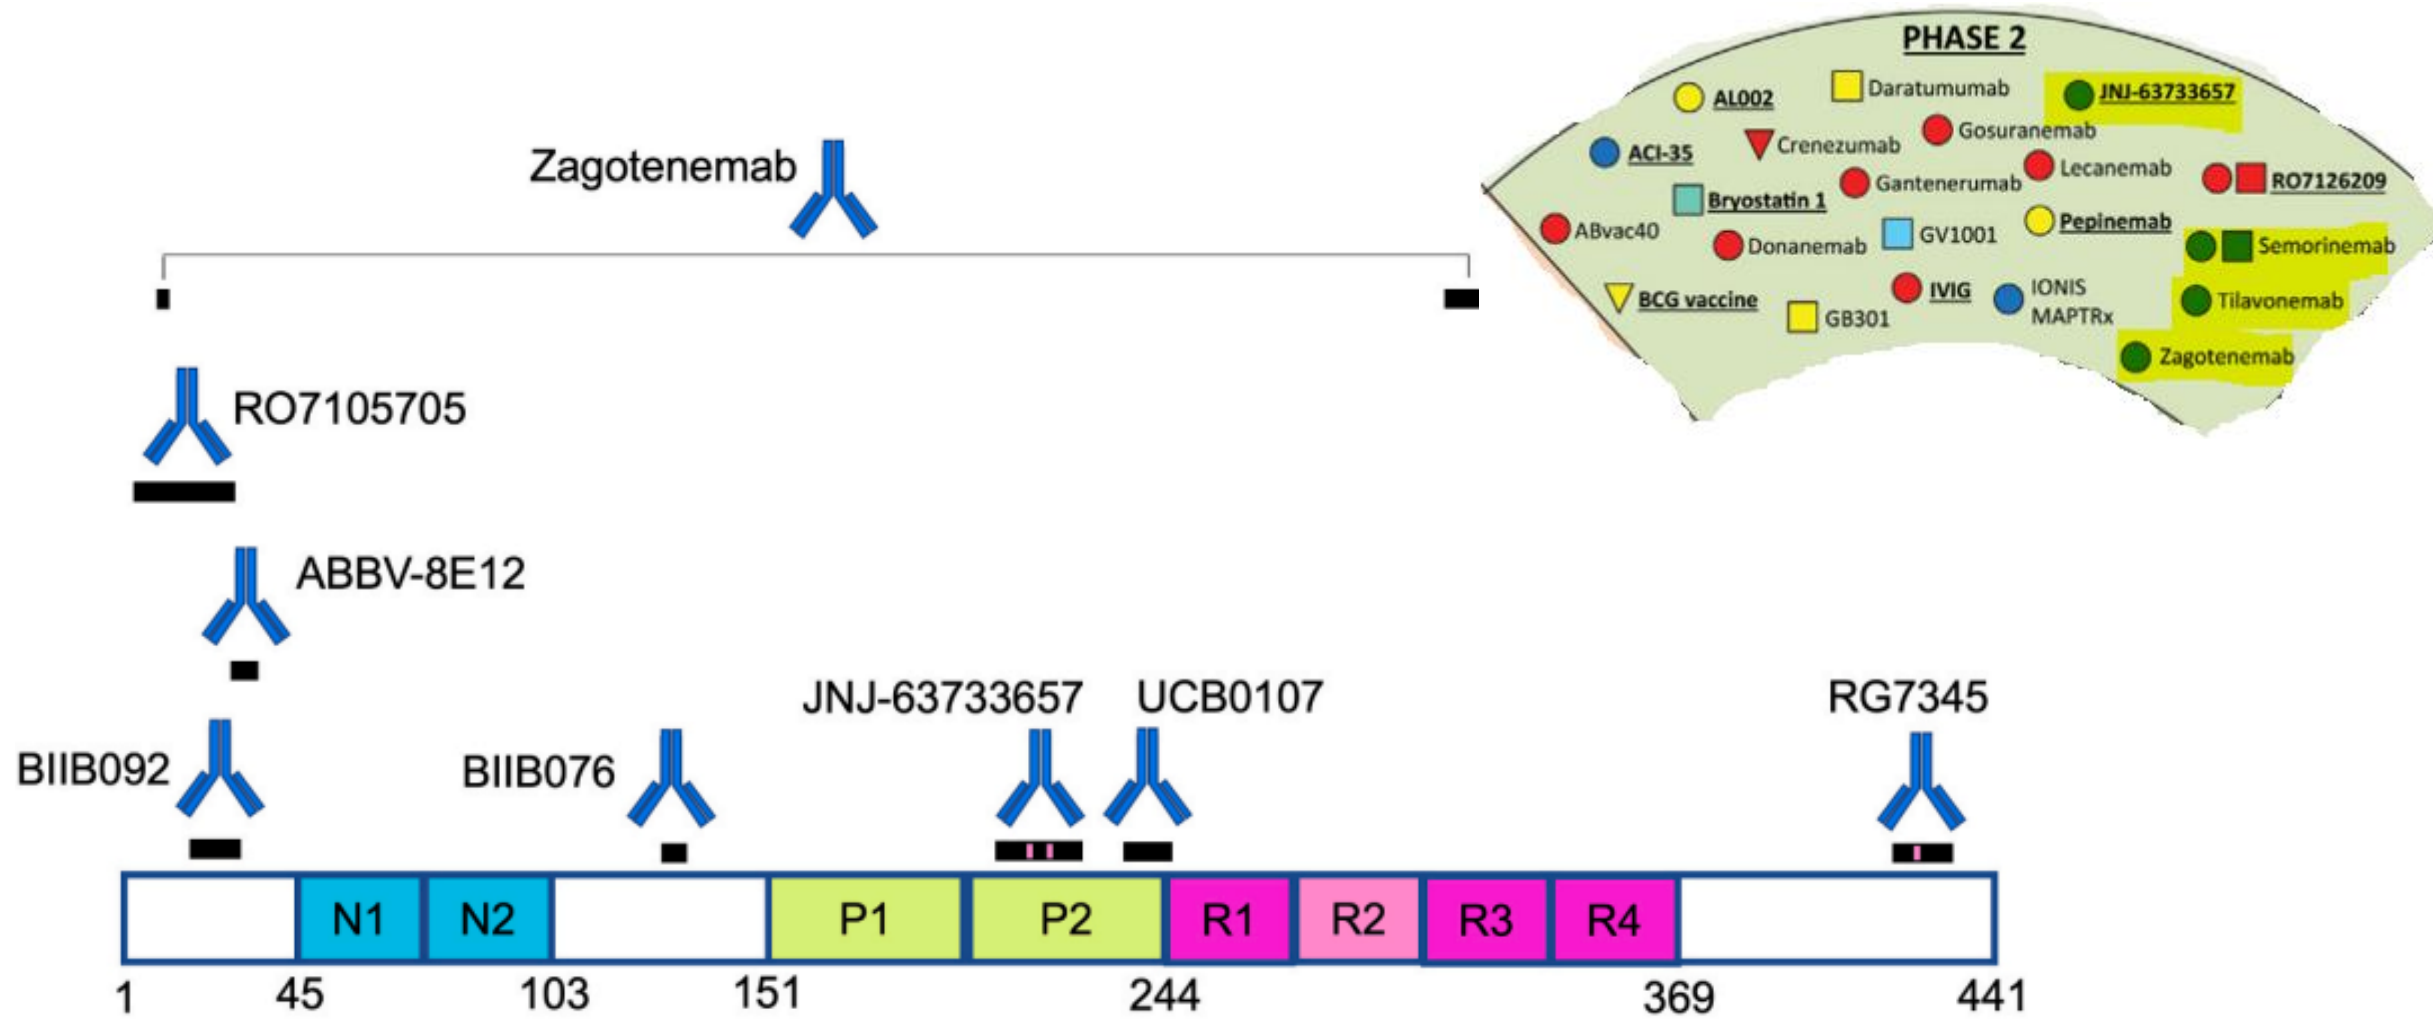 PHASE 2
AL002
Daratumumab
JNJ-63733657
ACI-35
Crenezumab
Gosuranemab
Gantenerumab
Lecanemab
RO7126209
Bryostatin 1
ABvac40
Donanemab
GV1001
Pepinemab
Semorinemab
BCG vaccine
GB301
IVIG
IONIS
MAPTRx
Tilavonemab
Zagotenemab
Zagotenemab
RO7105705
ABBV-8E12
BIIB092
BIIB076
JNJ-63733657
UCB0107
RG7345
N1 N2 P1 P2 R1 R2 R3 R4
1 45 103 151 244 369 441